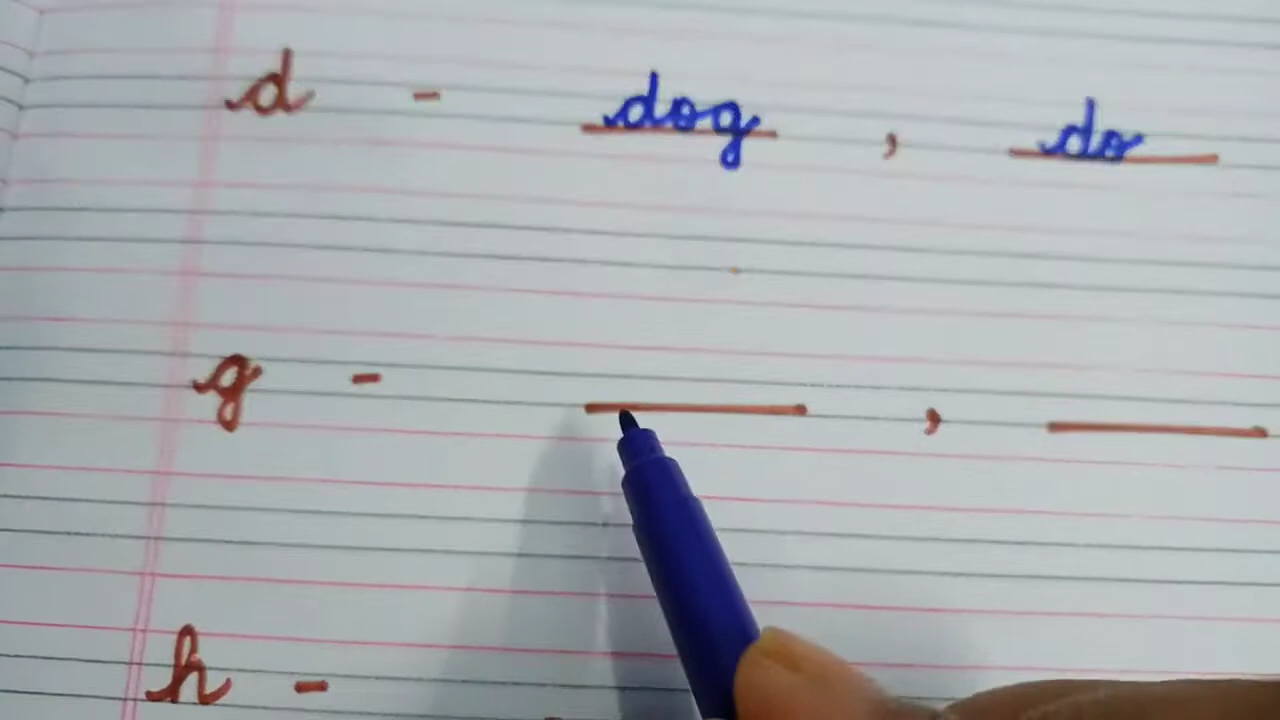 d - dog , do
g - ,
h -